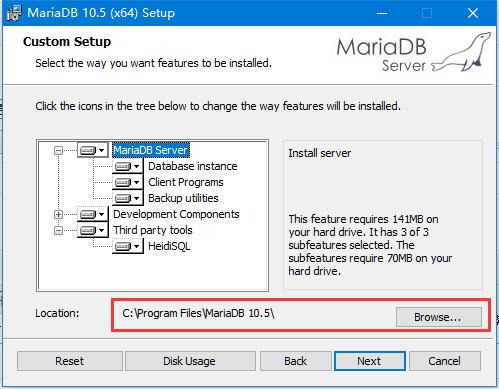 MariaDB 10.5 (x64) Setup
Custom Setup
Select the way you want features to be installed.
MariaDB
Server
Click the icons in the tree below to change the way features will be installed.
MariaDB Server
Database instance
Client Programs
Backup utilities
Development Components
Third party tools
HeidiSQL
Install server
This feature requires 141MB on
your hard drive. It has 3 of 3
subfeatures selected. The
subfeatures require 70MB on your
hard drive.
Location: C:\Program Files\MariaDB 10.5\ Browse...
Reset Disk Usage Back Next Cancel